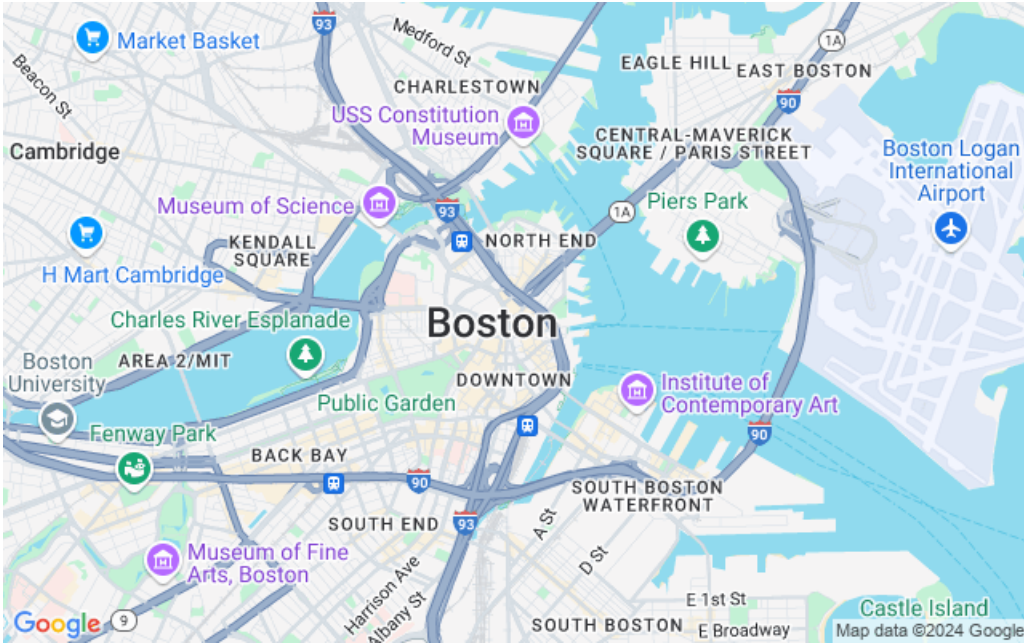 93
1A
Market Basket
Medford St
Beacon St
EAGLE HILL
EAST BOSTON
CHARLESTOWN
90
USS Constitution
Museum
CENTRAL-MAVERICK
SQUARE / PARIS STREET
Cambridge
Boston Logan
International
Airport
Museum of Science
93
1A
Piers Park
KENDALL
SQUARE
NORTH END
H Mart Cambridge
Charles River Esplanade
Boston
AREA 2/MIT
Boston
University
DOWNTOWN
Institute of
Contemporary Art
Public Garden
Fenway Park
90
BACK BAY
90
SOUTH BOSTON
WATERFRONT
SOUTH END
93
A St
D St
Museum of Fine
Arts, Boston
Harrison Ave
Albany St
E 1st St
Castle Island
Google
9
SOUTH BOSTON
E Broadway
Map data ©2024 Google